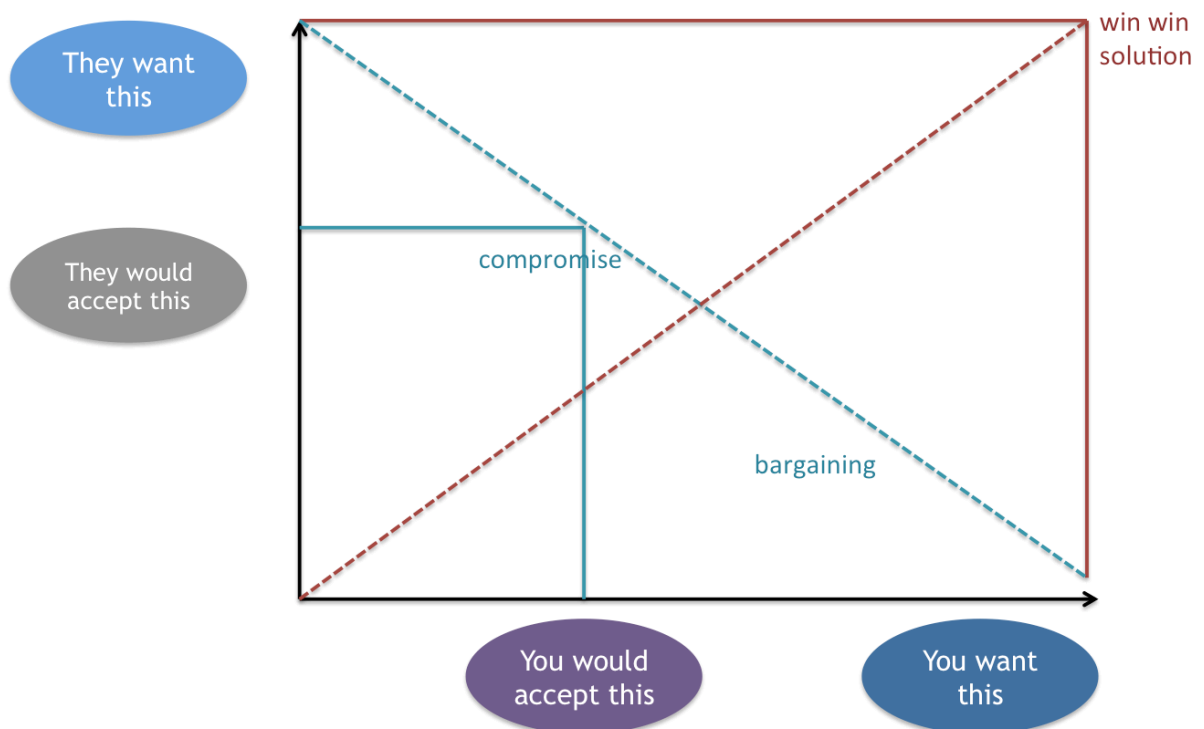 They want
this
win win
solution
They would
accept this
compromise
bargaining
You would
accept this
You want
this